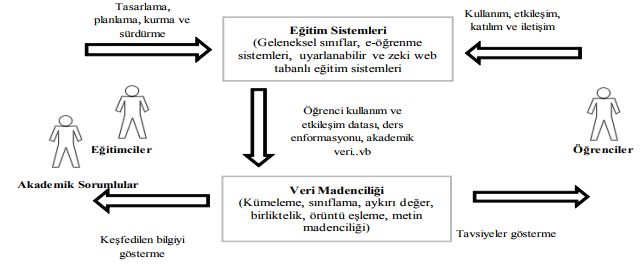 Tasarlama,
planlama, kurma ve
sürdürme
Eğitim Sistemleri
(Geleneksel sınıflar, e-öğrenme
sistemleri, uyarlanabilir ve zeki web
tabanlı eğitim sistemleri
Kullanım, etkileşim,
katılım ve iletişim
Öğrenci kullanım ve
etkileşim datası, ders
enformasyonu, akademik
veri..vb
Eğitimciler
Akademik Sorumlular
Öğrenciler
Veri Madenciliği
(Kümeleme, sınıflama, aykırı değer,
birliktelik, örüntü eşleme, metin
madenciliği)
Keşfedilen bilgiyi
gösterme
Tavsiyeler gösterme